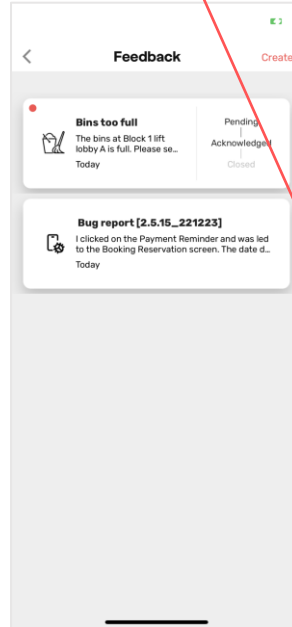 Feedback
Create
Bins too full
The bins at Block 1 lift
lobby A is full. Please se...
Today
Pending
Acknowledged
Closed
Bug report [2.5.15_221223]
I clicked on the Payment Reminder and was led
to the Booking Reservation screen. The date d...
Today